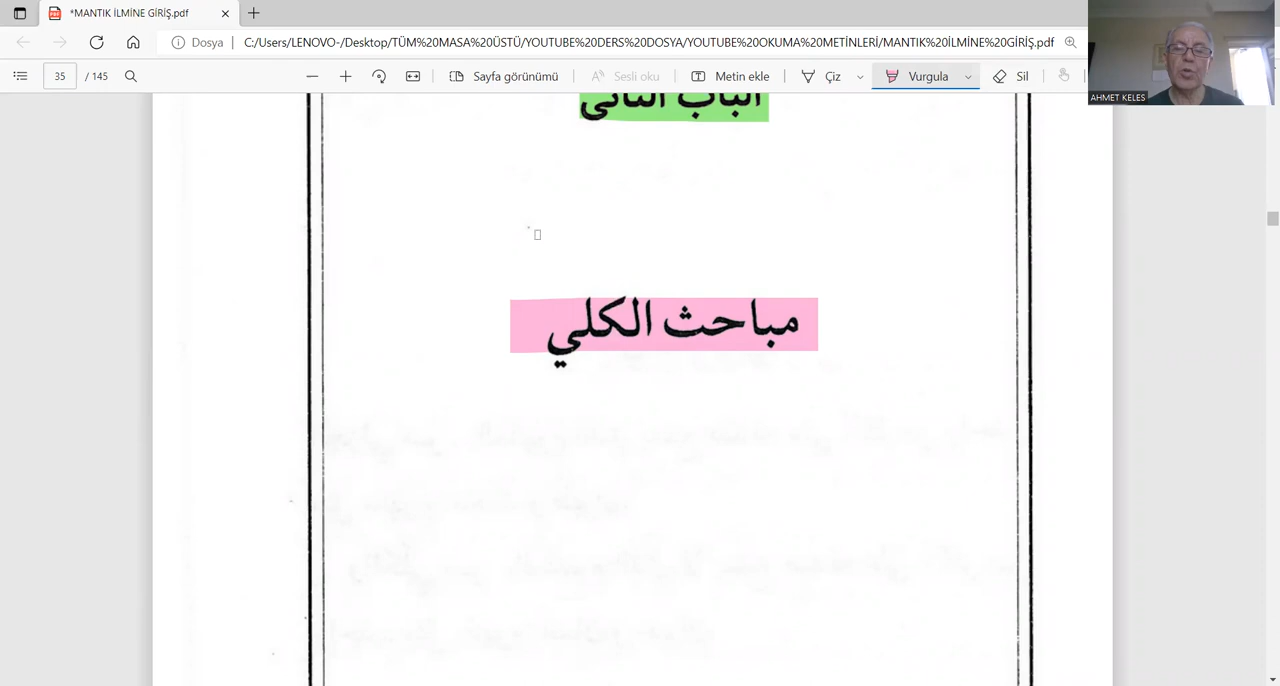 *MANTIK İLMİNE GİRİŞ.pdf
Dosya
C:/Users/LENOVO-/Desktop/TÜM%20MASA%20ÜSTÜ/YOUTUBE%20DERS%20DOSYA/YOUTUBE%20OKUMA%20METİNLERİ/MANTIK%20İLMİNE%20GİRİŞ.pdf
35 / 145
Sayfa görünümü
Sesli oku
Metin ekle
Çiz
Vurgula
Sil
AHMET KELES
الباب الثاني
مباحث الكلي